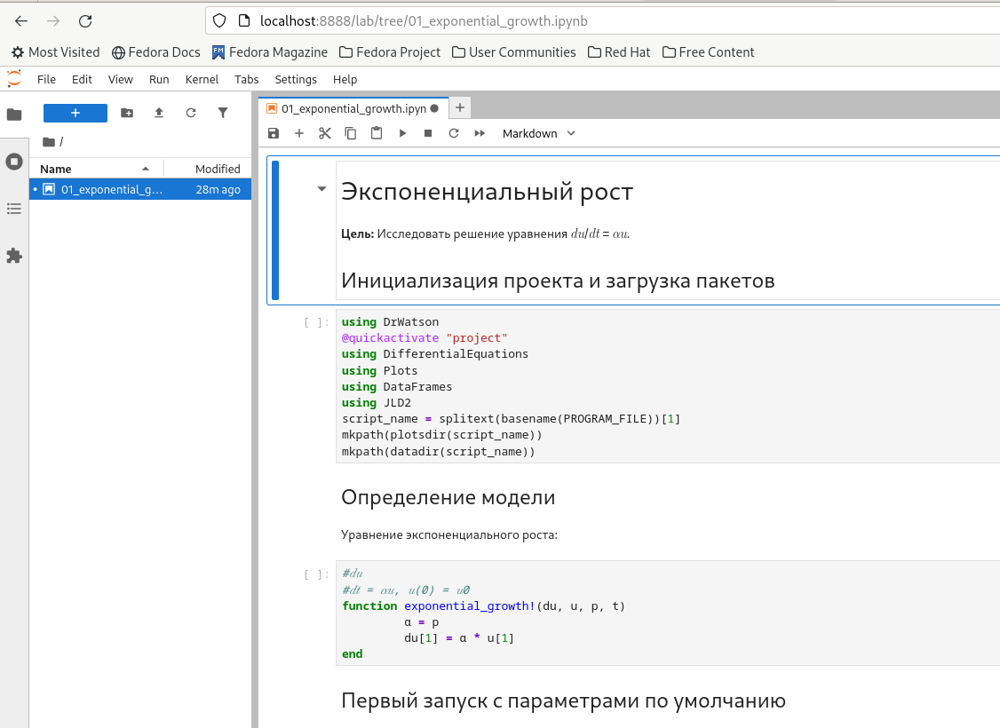 localhost:8888/lab/tree/01_exponential_growth.ipynb
Most Visited Fedora Docs Fedora Magazine Fedora Project User Communities Red Hat Free Content
File Edit View Run Kernel Tabs Settings Help
01_exponential_growth.ipyn
Markdown
/
Name Modified
01_exponential_g… 28m ago
Экспоненциальный рост
Цель: Исследовать решение уравнения 𝑑𝑢/𝑑𝑡 = 𝛼𝑢.
Инициализация проекта и загрузка пакетов
[ ]:
using DrWatson
@quickactivate "project"
using DifferentialEquations
using Plots
using DataFrames
using JLD2
script_name = splitext(basename(PROGRAM_FILE))[1]
mkpath(plotsdir(script_name))
mkpath(datadir(script_name))
Определение модели
Уравнение экспоненциального роста:
[ ]:
#𝑑𝑢
#𝑑𝑡 = 𝛼𝑢, 𝑢(0) = 𝑢0
function exponential_growth!(du, u, p, t)
α = p
du[1] = α * u[1]
end
Первый запуск с параметрами по умолчанию